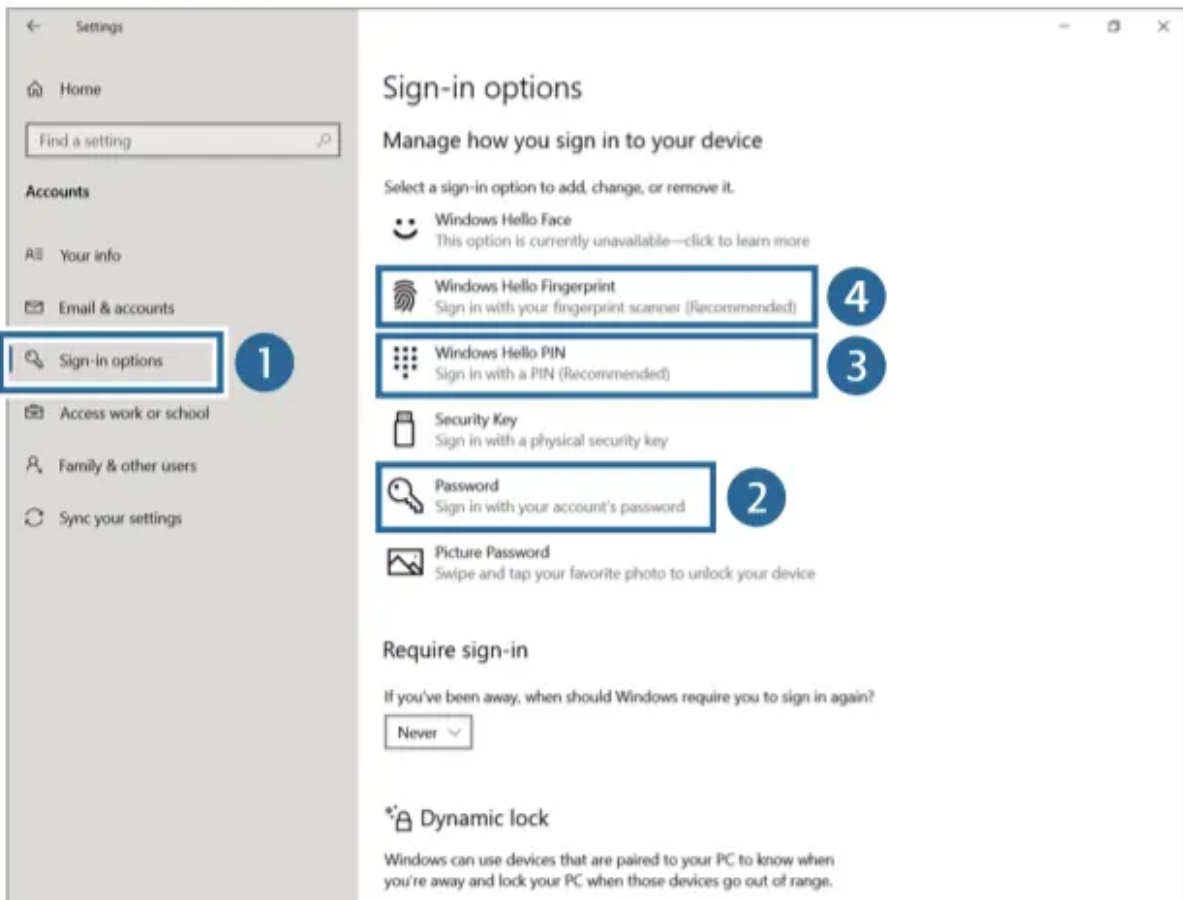 Settings
Home
Find a setting
Accounts
Your info
Email & accounts
Sign-in options
1
Access work or school
Family & other users
Sync your settings
Sign-in options
Manage how you sign in to your device
Select a sign-in option to add, change, or remove it.
Windows Hello Face
This option is currently unavailable—click to learn more
Windows Hello Fingerprint
Sign in with your fingerprint scanner (Recommended)
4
Windows Hello PIN
Sign in with a PIN (Recommended)
3
Security Key
Sign in with a physical security key
Password
Sign in with your account's password
2
Picture Password
Swipe and tap your favorite photo to unlock your device
Require sign-in
If you've been away, when should Windows require you to sign in again?
Never
Dynamic lock
Windows can use devices that are paired to your PC to know when
you're away and lock your PC when those devices go out of range.